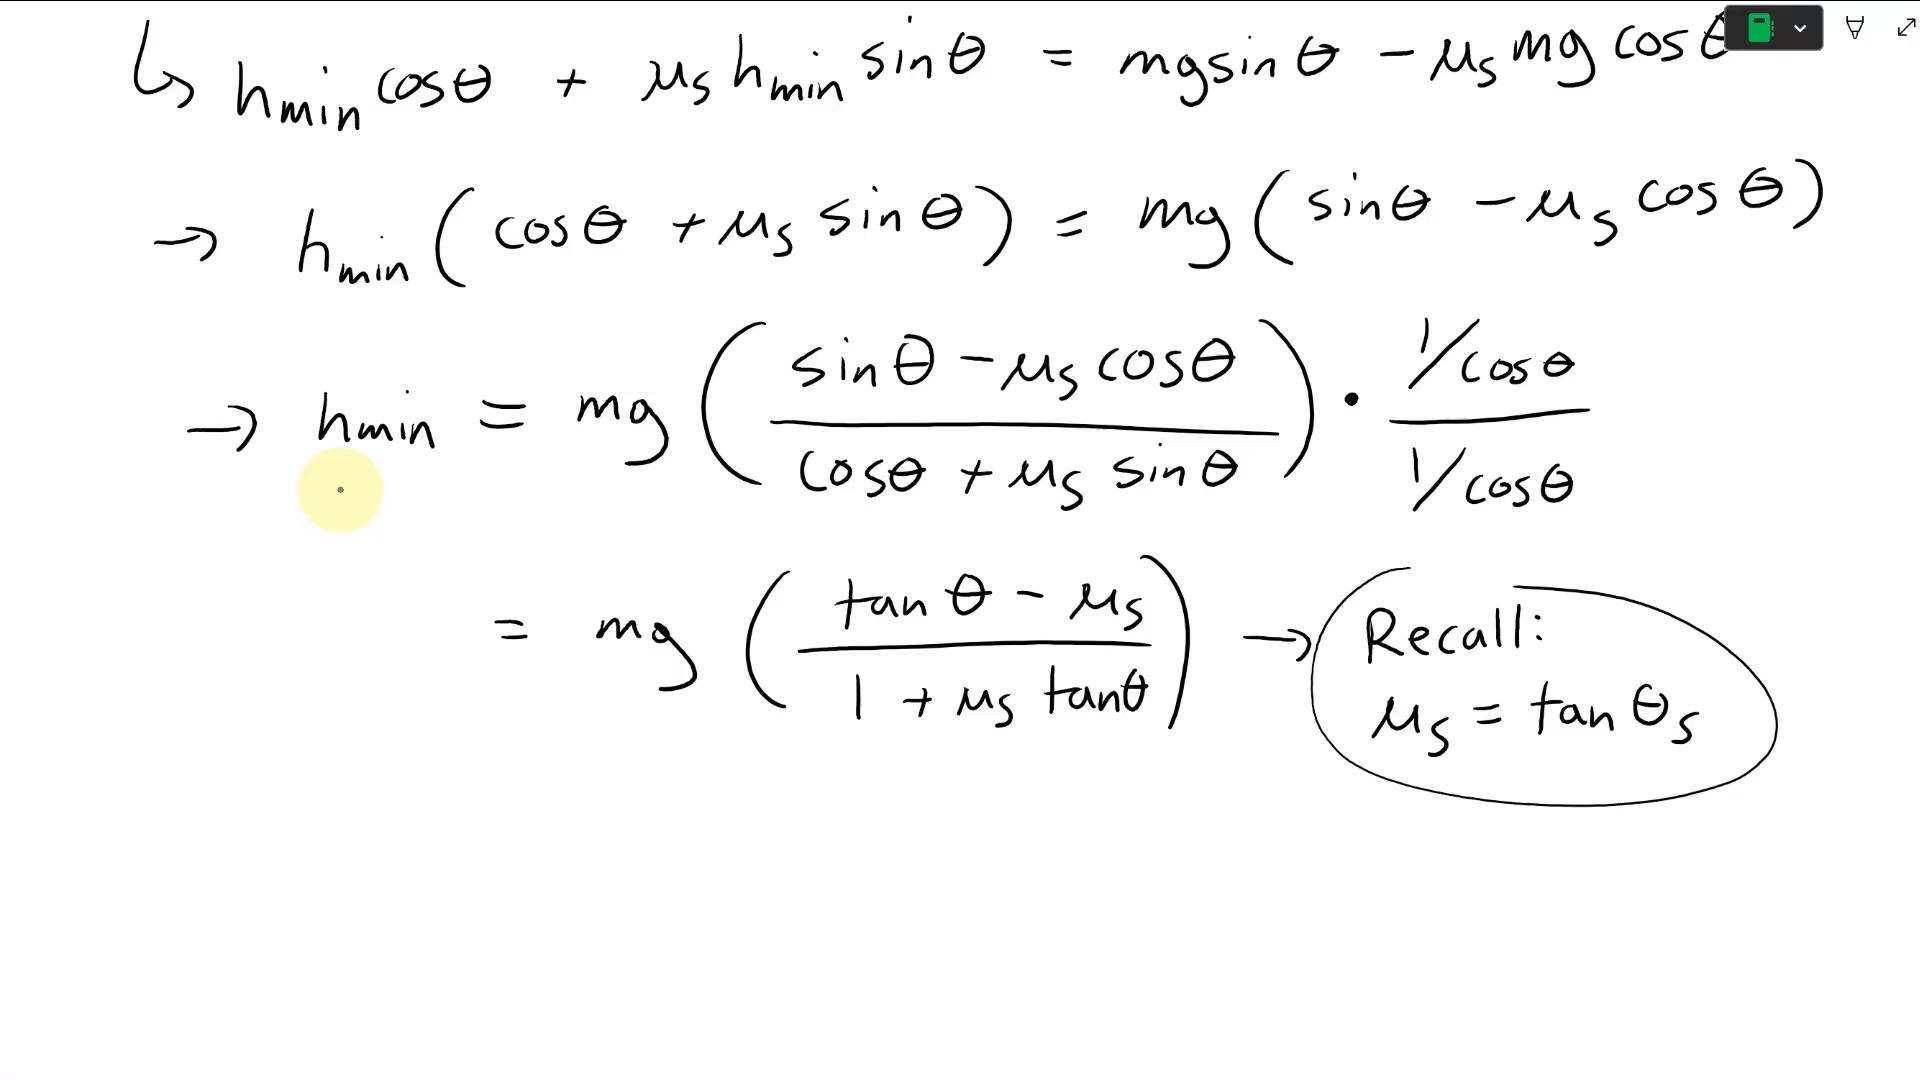 ↳ h_min cosθ + μ_s h_min sinθ = mg sinθ − μ_s mg cosθ
→ h_min (cosθ + μ_s sinθ) = mg (sinθ − μ_s cosθ)
→ h_min = mg ( (sinθ − μ_s cosθ) / (cosθ + μ_s sinθ) ) · (1/cosθ) / (1/cosθ)
= mg ( (tanθ − μ_s) / (1 + μ_s tanθ) ) → Recall:
μ_s = tanθ_s